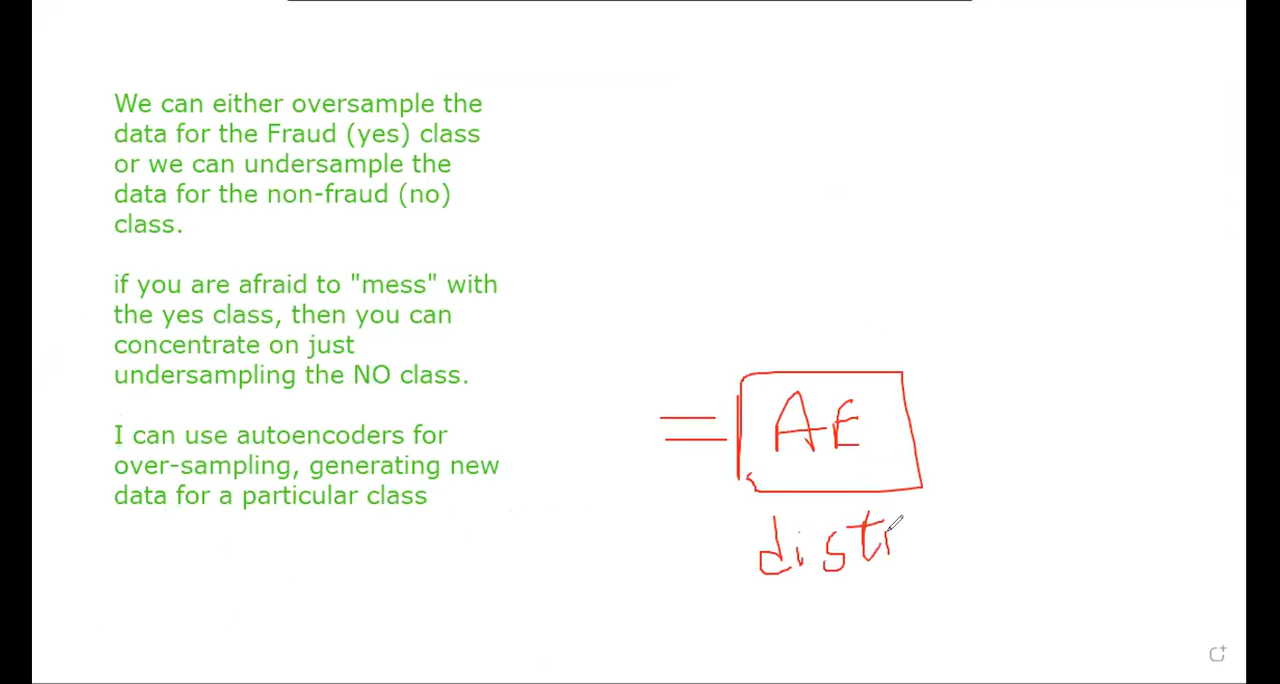 We can either oversample the
data for the Fraud (yes) class
or we can undersample the
data for the non-fraud (no)
class.
if you are afraid to "mess" with
the yes class, then you can
concentrate on just
undersampling the NO class.
I can use autoencoders for
over-sampling, generating new
data for a particular class
AE
distr